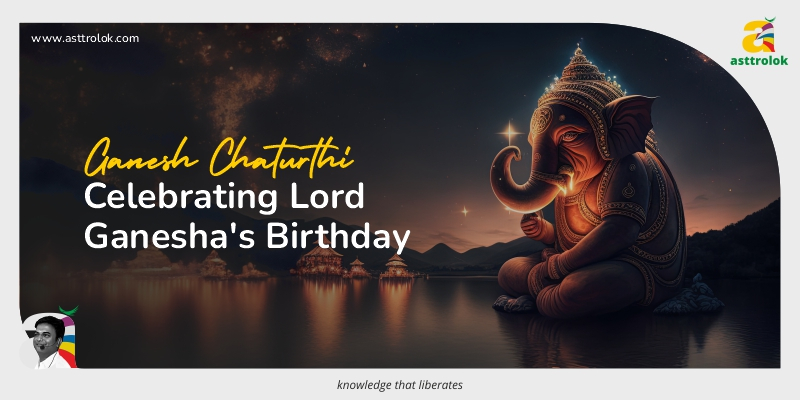 www.asttrolok.com
asttrolok
Ganesh Chaturthi
Celebrating Lord
Ganesha's Birthday
knowledge that liberates